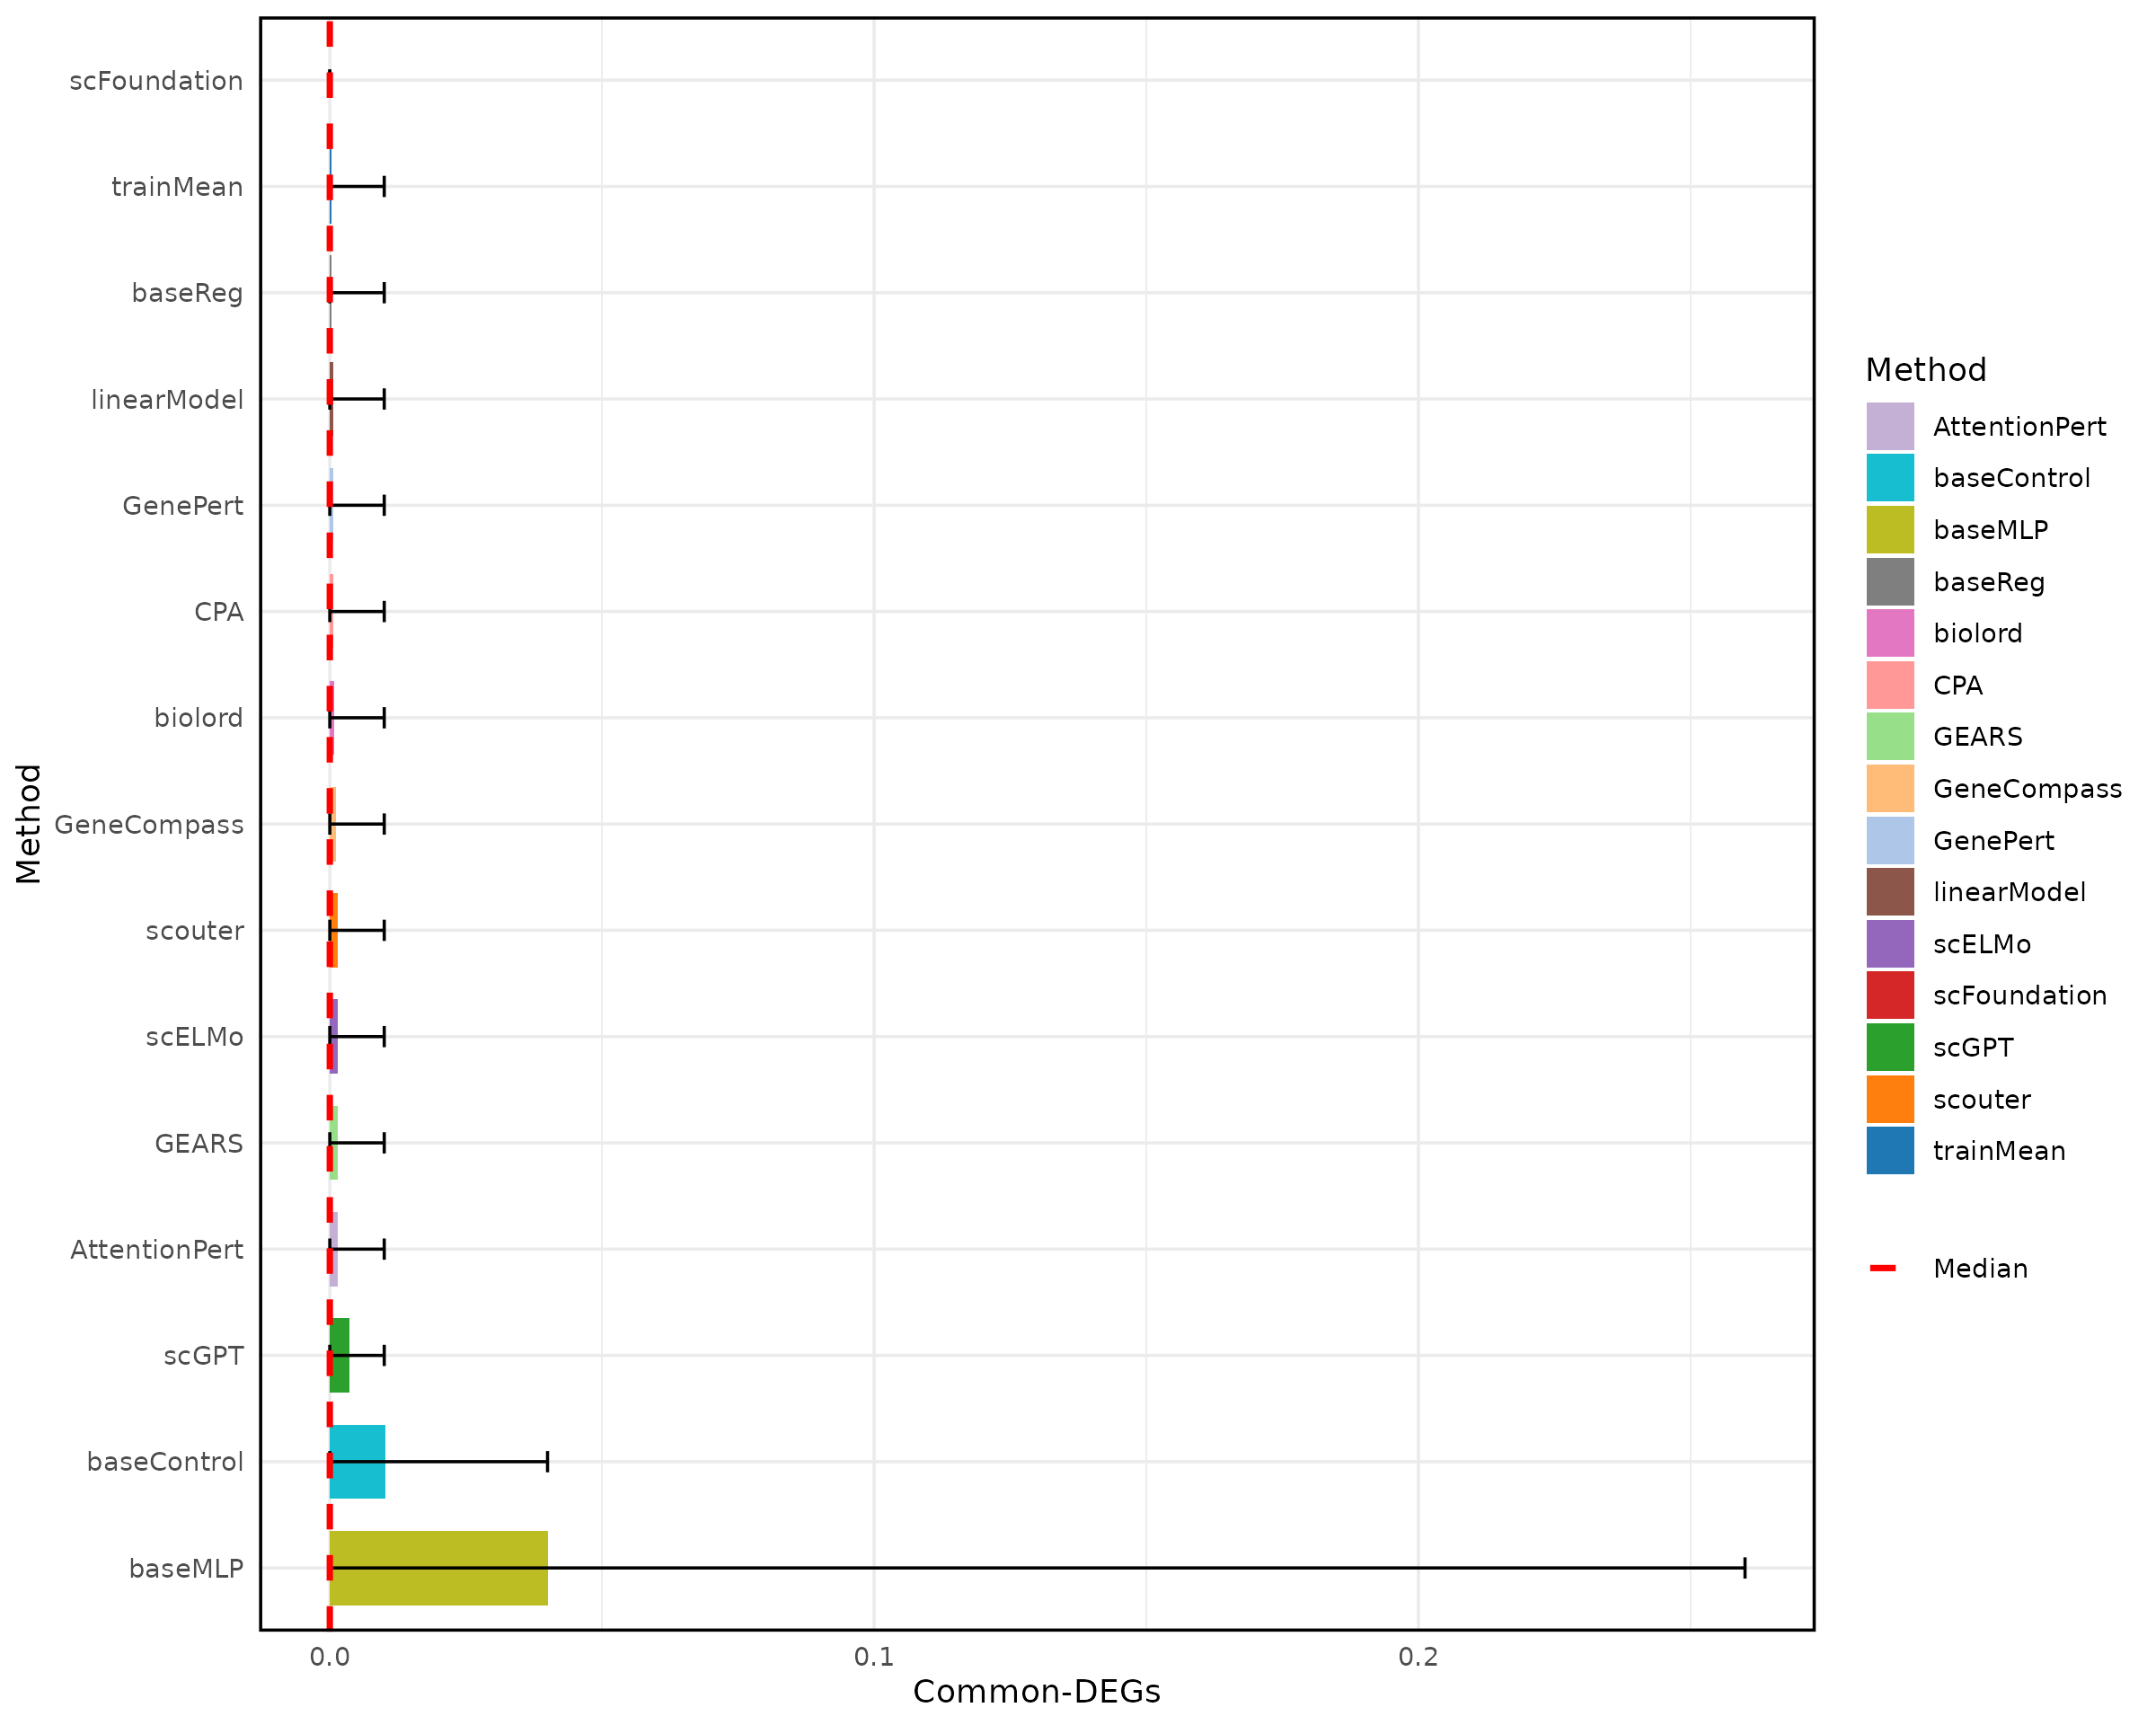 Method
scFoundation
trainMean
baseReg
linearModel
GenePert
CPA
biolord
GeneCompass
scouter
scELMo
GEARS
AttentionPert
scGPT
baseControl
baseMLP
0.0 0.1 0.2
Common-DEGs
Method
AttentionPert
baseControl
baseMLP
baseReg
biolord
CPA
GEARS
GeneCompass
GenePert
linearModel
scELMo
scFoundation
scGPT
scouter
trainMean
Median